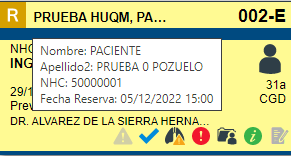 R PRUEBA HUQM, PA... 002-E
NHC
ING
Nombre: PACIENTE
Apellido2: PRUEBA 0 POZUELO
NHC: 50000001
Fecha Reserva: 05/12/2022 15:00
29/1
Prev
31a
CGD
DR. ALVAREZ DE LA SIERRA HERNA...